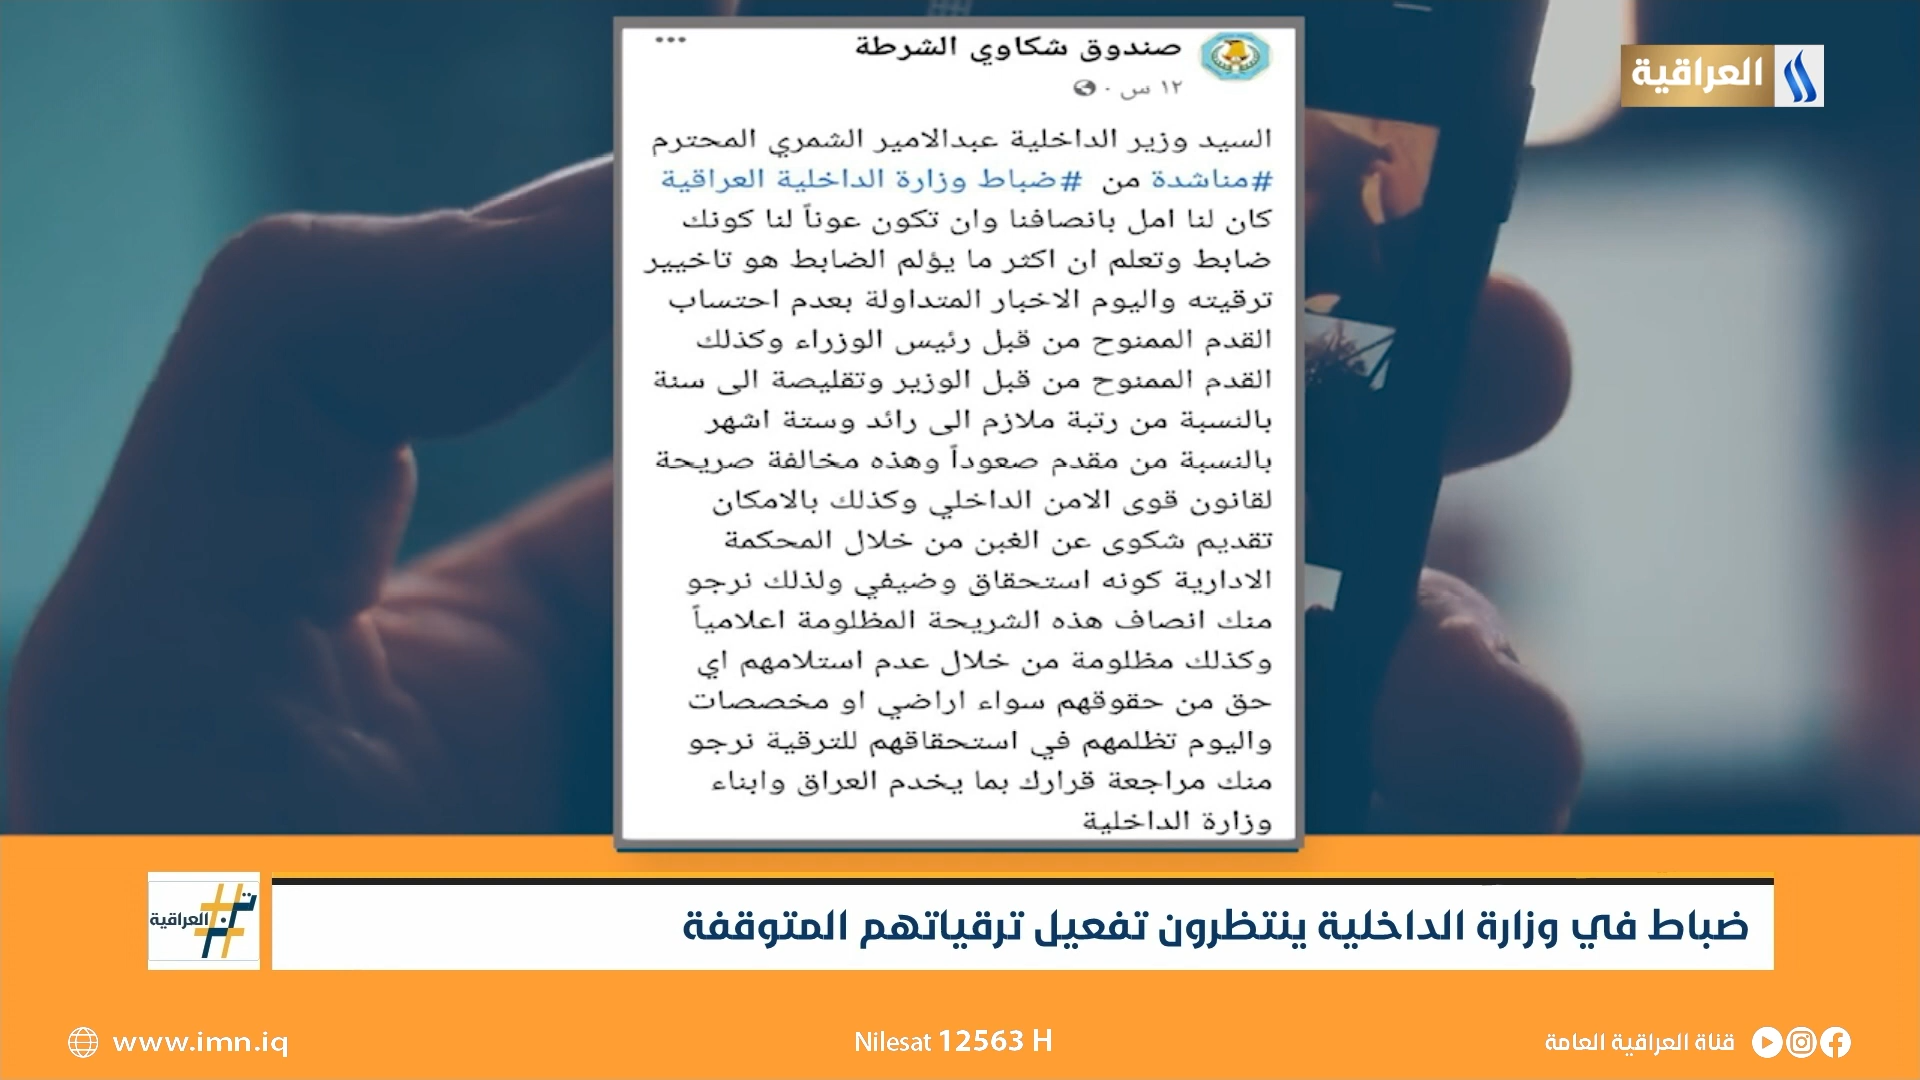 صندوق شكاوي الشرطة
١٢ س ·
السيد وزير الداخلية عبدالامير الشمري المحترم
#مناشدة من #ضباط وزارة الداخلية العراقية
كان لنا امل بانصافنا وان تكون عوناً لنا كونك
ضابط وتعلم ان اكثر ما يؤلم الضابط هو تاخيير
ترقيته واليوم الاخبار المتداولة بعدم احتساب
القدم الممنوح من قبل رئيس الوزراء وكذلك
القدم الممنوح من قبل الوزير وتقليصة الى سنة
بالنسبة من رتبة ملازم الى رائد وستة اشهر
بالنسبة من مقدم صعوداً وهذه مخالفة صريحة
لقانون قوى الامن الداخلي وكذلك بالامكان
تقديم شكوى عن الغبن من خلال المحكمة
الادارية كونه استحقاق وضيفي ولذلك نرجو
منك انصاف هذه الشريحة المظلومة اعلامياً
وكذلك مظلومة من خلال عدم استلامهم اي
حق من حقوقهم سواء اراضي او مخصصات
واليوم تظلمهم في استحقاقهم للترقية نرجو
منك مراجعة قرارك بما يخدم العراق وابناء
وزارة الداخلية
العراقية
ضباط في وزارة الداخلية ينتظرون تفعيل ترقياتهم المتوقفة
العراقية
www.imn.iq
Nilesat 12563 H
قناة العراقية العامة